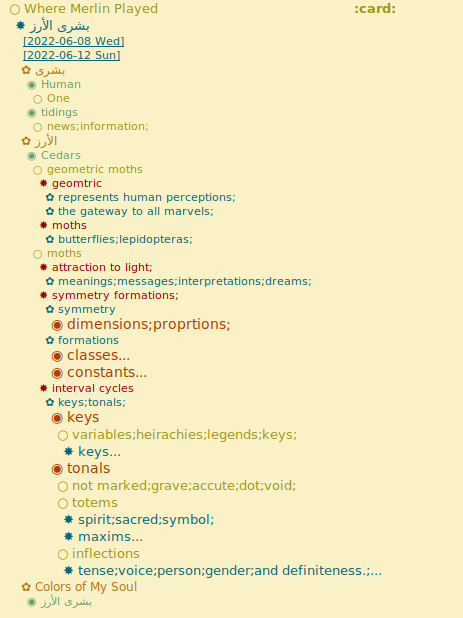 Where Merlin Played :card:
بشرى الأرز
[2022-06-08 Wed]
[2022-06-12 Sun]
بشرى
Human
One
tidings
news;information;
الأرز
Cedars
geometric moths
geomtric
represents human perceptions;
the gateway to all marvels;
moths
butterflies;lepidopteras;
moths
attraction to light;
meanings;messages;interpretations;dreams;
symmetry formations;
symmetry
dimensions;proprtions;
formations
classes...
constants...
interval cycles
keys;tonals;
keys
variables;heirachies;legends;keys;
keys...
tonals
not marked;grave;accute;dot;void;
totems
spirit;sacred;symbol;
maxims...
inflections
tense;voice;person;gender;and definiteness.;...
Colors of My Soul
بشرى الأرز